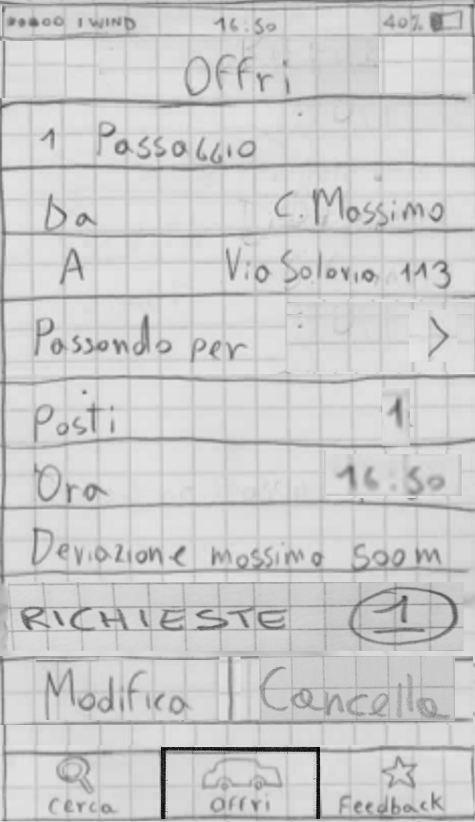 WIND 16:50 40%
Offri
1 Passaggio
Da C. Massimo
A Via Salaria 113
Passando per >
Posti 1
Ora 16:50
Deviazione massima 500m
RICHIESTE 1
Modifica Cancella
Cerca Offri Feedback